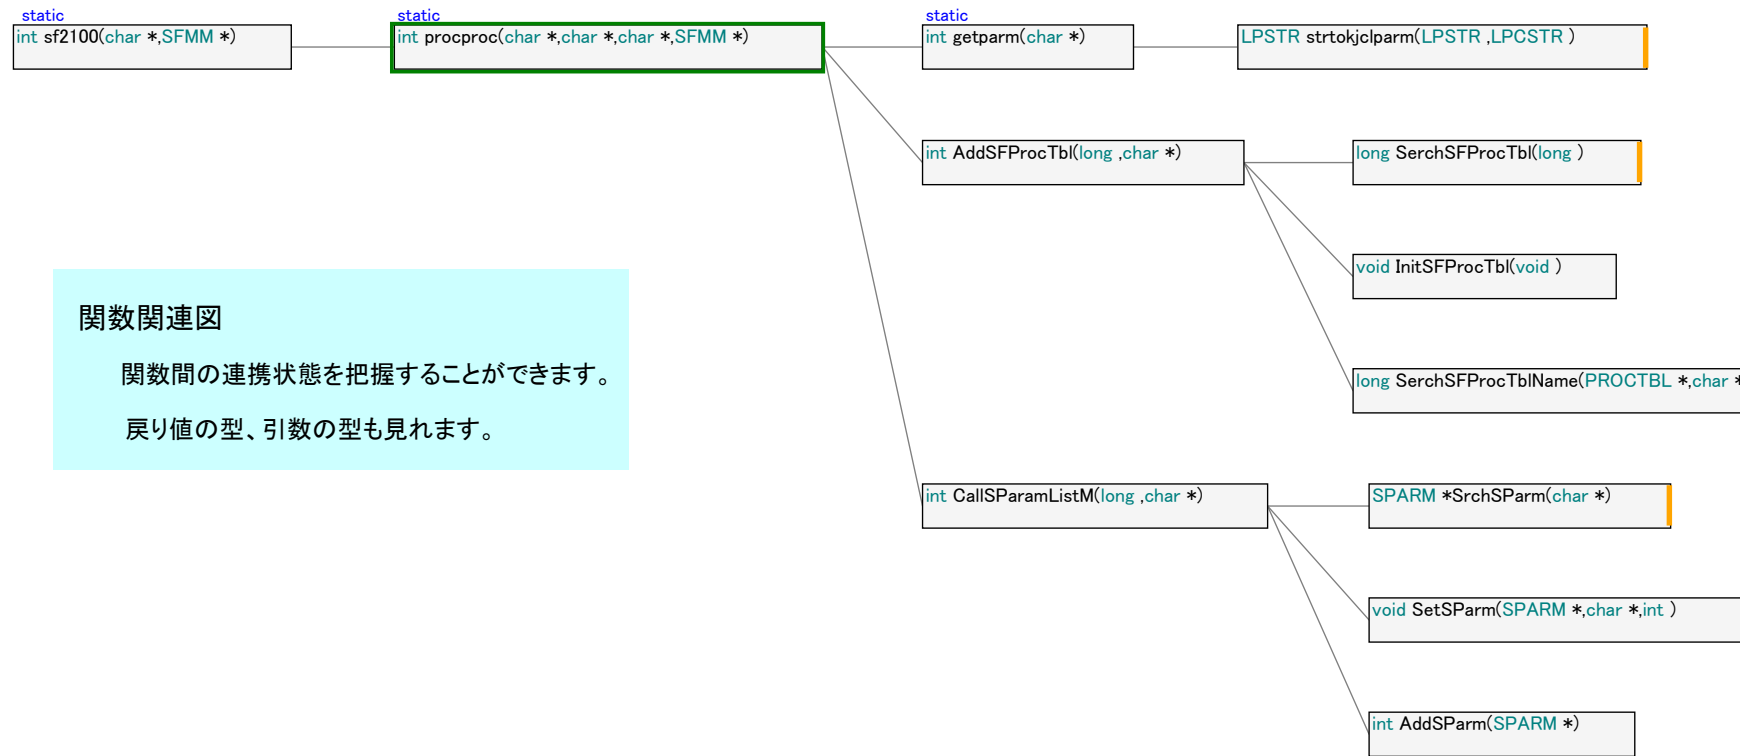 static
int sf2100(char *,SFMM *)
static
int procproc(char *,char *,char *,SFMM *)
static
int getparm(char *)
LPSTR strtokjclparm(LPSTR ,LPCSTR )
int AddSFProcTbl(long ,char *)
long SerchSFProcTbl(long )
void InitSFProcTbl(void )
long SerchSFProcTblName(PROCTBL *,char *
関数関連図
関数間の連携状態を把握することができます。
戻り値の型、引数の型も見れます。
int CallSParamListM(long ,char *)
SPARM *SrchSParm(char *)
void SetSParm(SPARM *,char *,int )
int AddSParm(SPARM *)